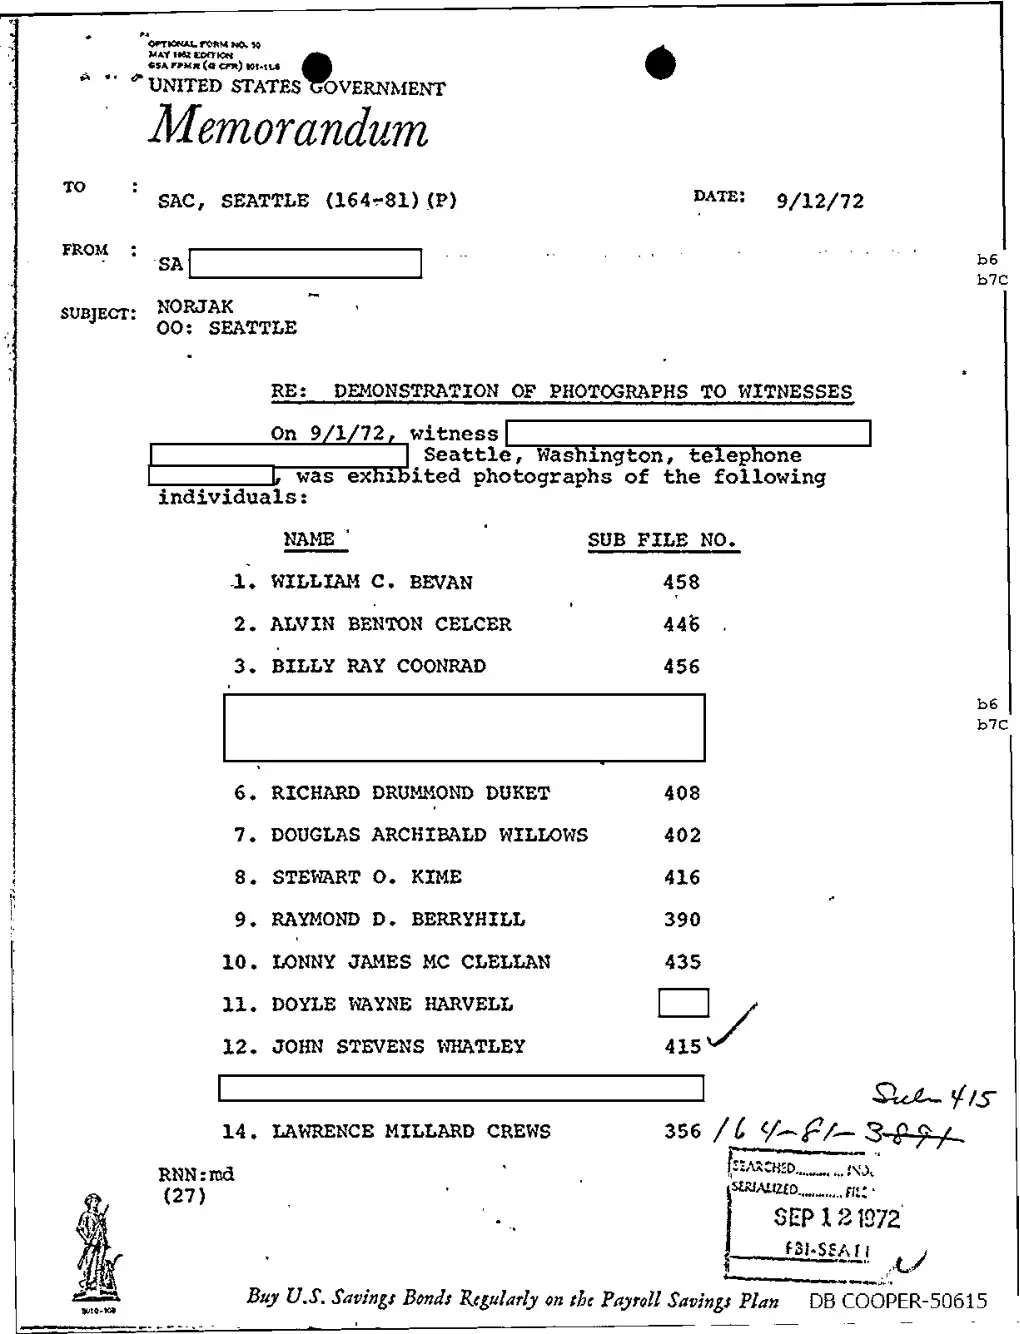 OPTIONAL FORM NO. 10
MAY 1962 EDITION
GSA FPMR (41 CFR) 101-11.6
UNITED STATES GOVERNMENT
Memorandum
TO : SAC, SEATTLE (164-81)(P) DATE: 9/12/72
FROM : SA
b6
b7C
SUBJECT: NORJAK
OO: SEATTLE
RE: DEMONSTRATION OF PHOTOGRAPHS TO WITNESSES
On 9/1/72, witness
Seattle, Washington, telephone
, was exhibited photographs of the following
individuals:
NAME SUB FILE NO.
1. WILLIAM C. BEVAN 458
2. ALVIN BENTON CELCER 446
3. BILLY RAY COONRAD 456
b6
b7C
6. RICHARD DRUMMOND DUKET 408
7. DOUGLAS ARCHIBALD WILLOWS 402
8. STEWART O. KIME 416
9. RAYMOND D. BERRYHILL 390
10. LONNY JAMES MC CLELLAN 435
11. DOYLE WAYNE HARVELL
12. JOHN STEVENS WHATLEY 415
Sub 415
14. LAWRENCE MILLARD CREWS 356 164-81-3891
SEARCHED
SERIALIZED
SEP 12 1972
FBI-SEATT
RNN:md
(27)
5010-108
Buy U.S. Savings Bonds Regularly on the Payroll Savings Plan
DB COOPER-50615